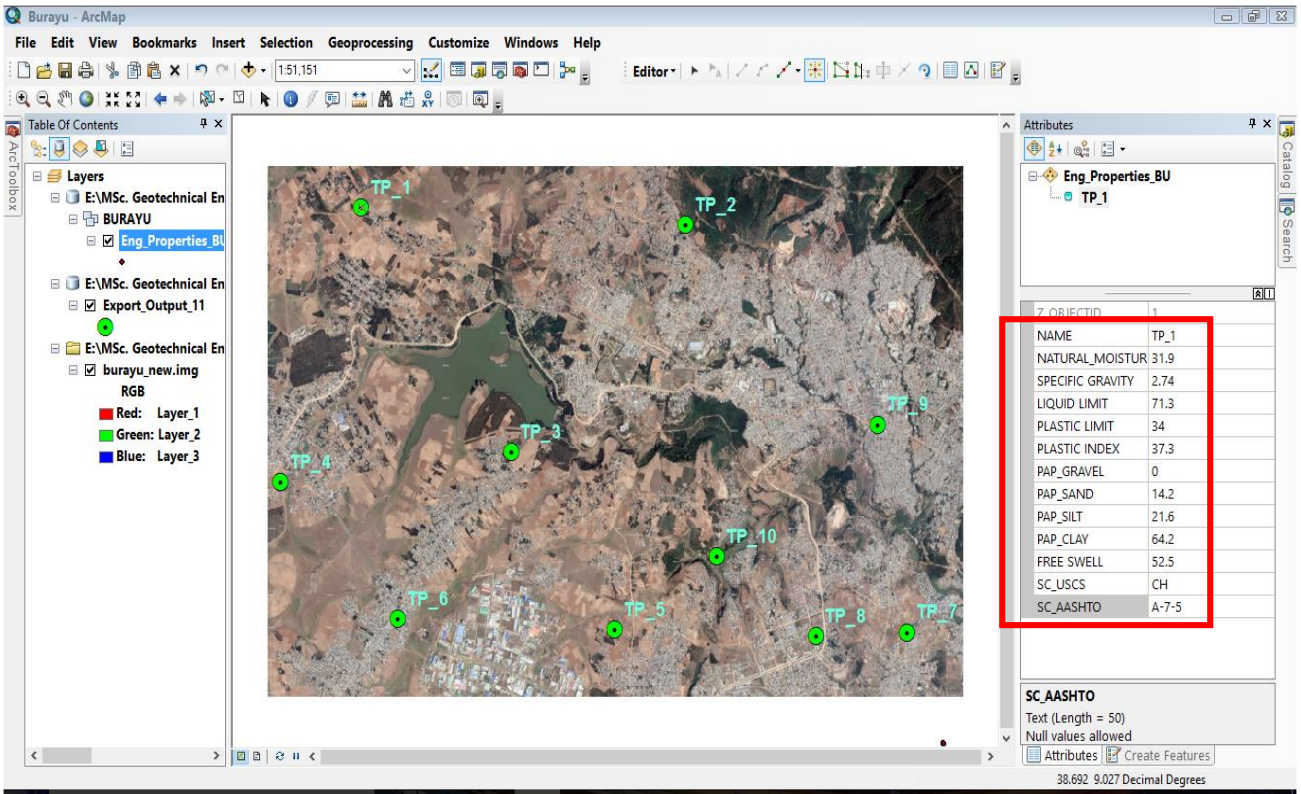 Burayu - ArcMap
File Edit View Bookmarks Insert Selection Geoprocessing Customize Windows Help
1:51,151
Editor
Table Of Contents
ArcToolbox
Layers
E:\MSc. Geotechnical En
BURAYU
Eng_Properties_BU
E:\MSc. Geotechnical En
Export_Output_11
E:\MSc. Geotechnical En
burayu_new.img
RGB
Red: Layer_1
Green: Layer_2
Blue: Layer_3
TP_1
TP_2
TP_9
TP_3
TP_4
TP_10
TP_6
TP_5
TP_8
TP_7
Attributes
Eng_Properties_BU
TP_1
Z_OBJECTID 1
NAME TP_1
NATURAL_MOISTUR 31.9
SPECIFIC GRAVITY 2.74
LIQUID LIMIT 71.3
PLASTIC LIMIT 34
PLASTIC INDEX 37.3
PAP_GRAVEL 0
PAP_SAND 14.2
PAP_SILT 21.6
PAP_CLAY 64.2
FREE SWELL 52.5
SC_USCS CH
SC_AASHTO A-7-5
SC_AASHTO
Text (Length = 50)
Null values allowed
Attributes Create Features
Catalog
Search
38.692 9.027 Decimal Degrees